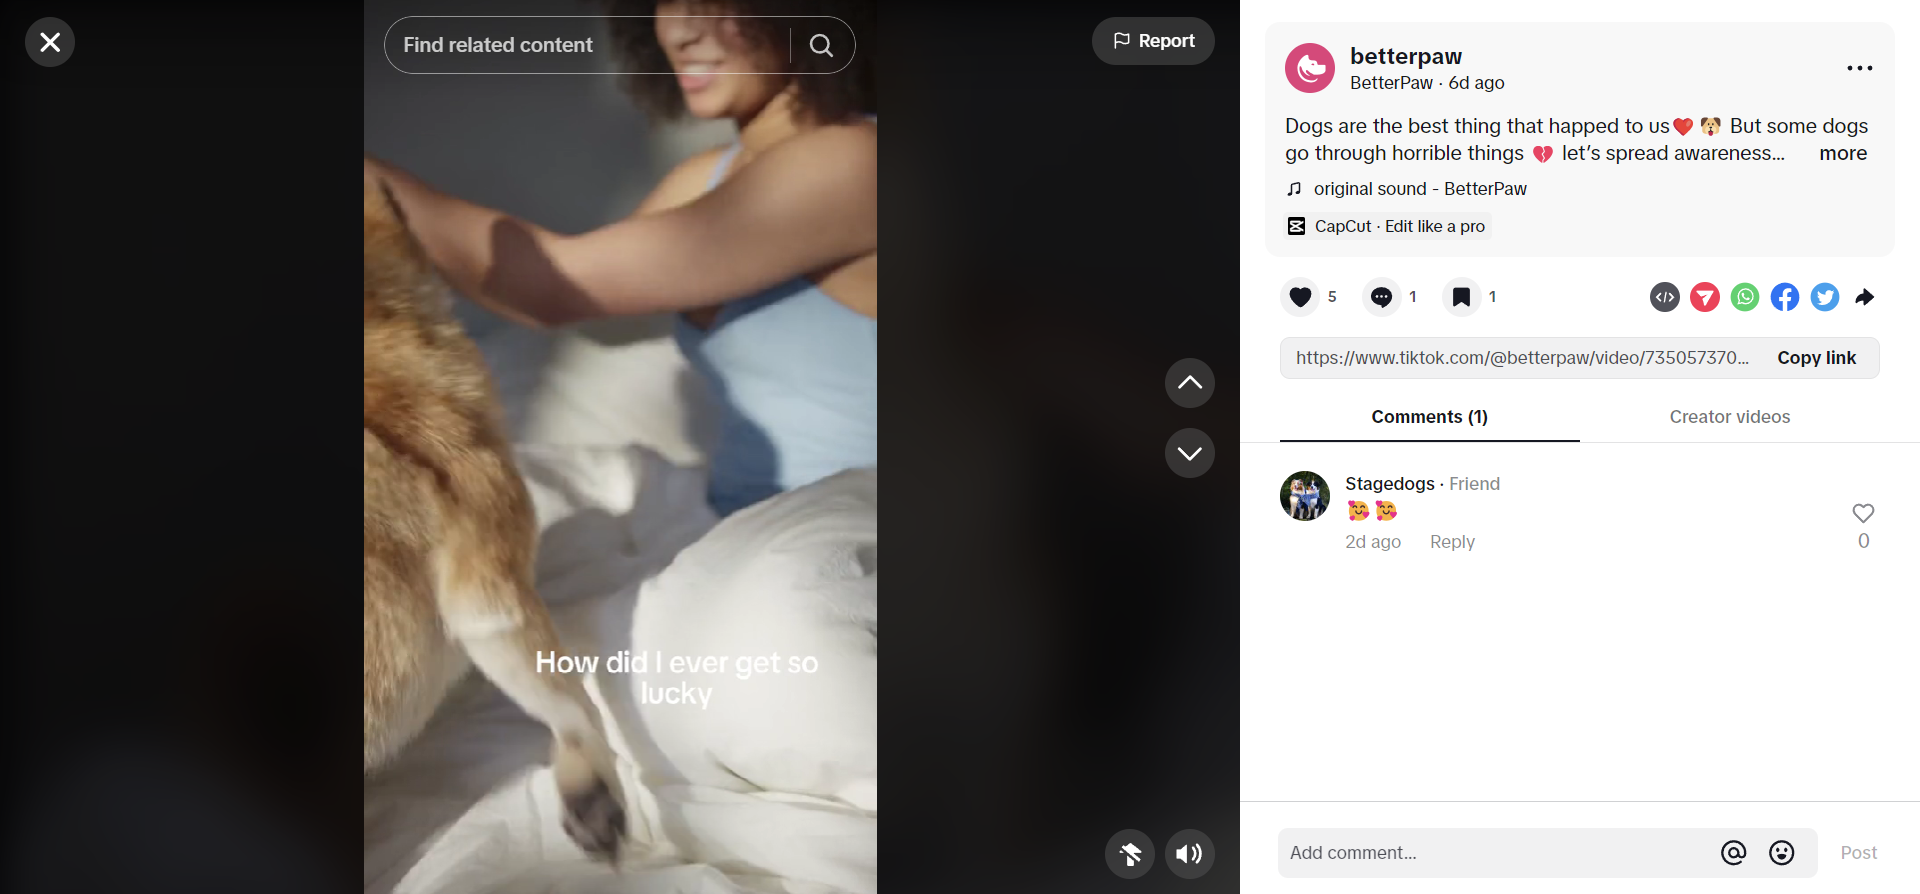 Find related content
Report
How did I ever get so
lucky
betterpaw
BetterPaw · 6d ago
Dogs are the best thing that happed to us❤️ 🐶 But some dogs
go through horrible things 💔 let's spread awareness... more
original sound - BetterPaw
CapCut · Edit like a pro
5 1 1
https://www.tiktok.com/@betterpaw/video/735057370... Copy link
Comments (1) Creator videos
Stagedogs · Friend
🥰 🥰
2d ago Reply
0
Add comment... Post